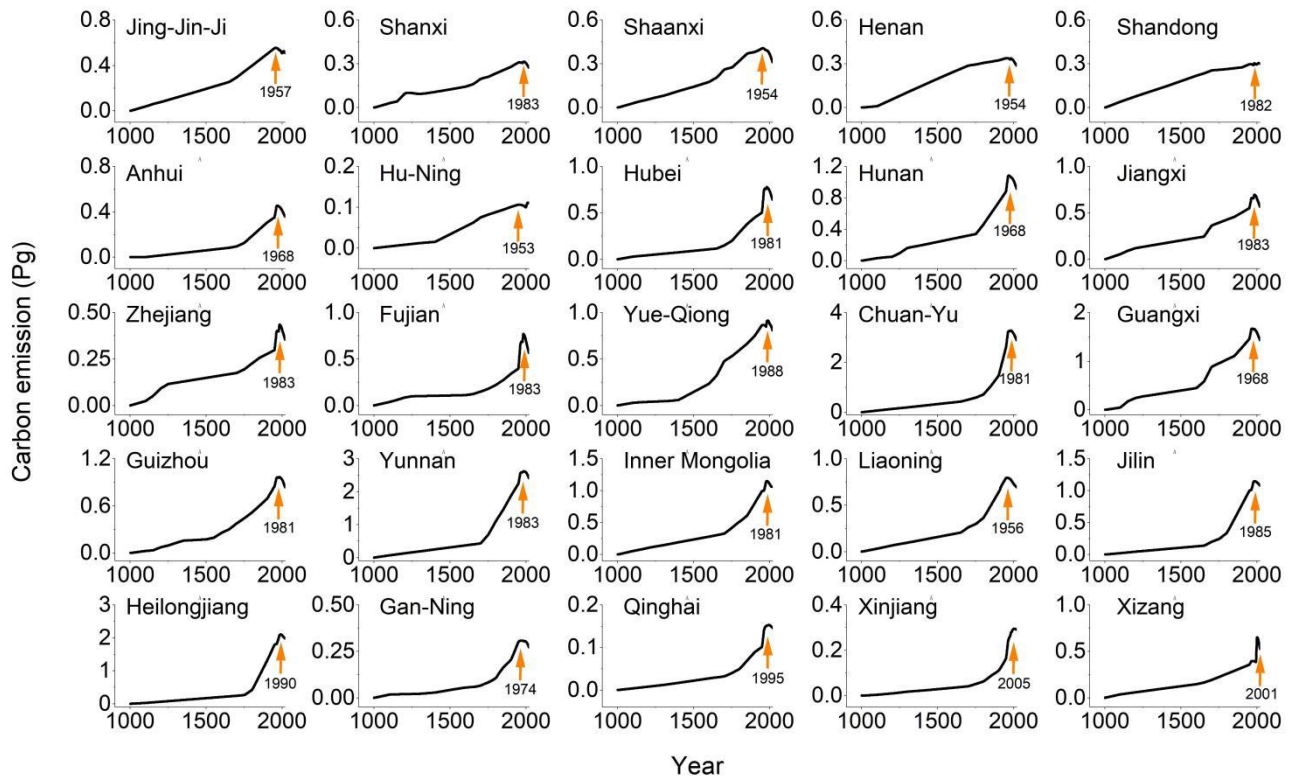 Carbon emission (Pg)
Jing-Jin-Ji
0.8
0.4
0.0
1957
1000 1500 2000
Shanxi
0.6
0.3
0.0
1983
1000 1500 2000
Shaanxi
0.6
0.3
0.0
1954
1000 1500 2000
Henan
0.6
0.3
0.0
1954
1000 1500 2000
Shandong
0.6
0.3
0.0
1982
1000 1500 2000
Anhui
0.8
0.4
0.0
1968
1000 1500 2000
Hu-Ning
0.2
0.1
0.0
1953
1000 1500 2000
Hubei
1.0
0.5
0.0
1981
1000 1500 2000
Hunan
1.2
0.8
0.4
0.0
1968
1000 1500 2000
Jiangxi
1.0
0.5
0.0
1983
1000 1500 2000
Zhejiang
0.50
0.25
0.00
1983
1000 1500 2000
Fujian
1.0
0.5
0.0
1983
1000 1500 2000
Yue-Qiong
1.0
0.5
0.0
1988
1000 1500 2000
Chuan-Yu
4
2
0
1981
1000 1500 2000
Guangxi
2
1
0
1968
1000 1500 2000
Guizhou
1.2
0.6
0.0
1981
1000 1500 2000
Yunnan
3
2
1
0
1983
1000 1500 2000
Inner Mongolia
1.5
1.0
0.5
0.0
1981
1000 1500 2000
Liaoning
1.0
0.5
0.0
1956
1000 1500 2000
Jilin
1.5
1.0
0.5
0.0
1985
1000 1500 2000
Heilongjiang
3
2
1
0
1990
1000 1500 2000
Gan-Ning
0.50
0.25
0.00
1974
1000 1500 2000
Qinghai
0.2
0.1
0.0
1995
1000 1500 2000
Xinjiang
0.4
0.2
0.0
2005
1000 1500 2000
Xizang
1.0
0.5
0.0
2001
1000 1500 2000
Year